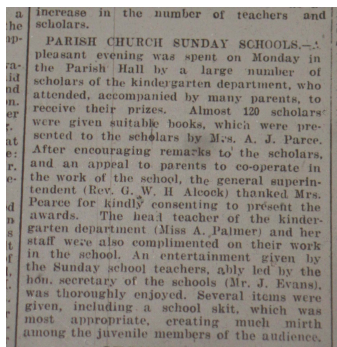 increase in the number of teachers and
scholars.
PARISH CHURCH SUNDAY SCHOOLS.—A
pleasant evening was spent on Monday in
the Parish Hall by a large number of
scholars of the kindergarten department, who
attended, accompanied by many parents, to
receive their prizes. Almost 120 scholars
were given suitable books, which were pre-
sented to the scholars by Mrs. A. J. Parce.
After encouraging remarks to the scholars,
and an appeal to parents to co-operate in
the work of the school, the general superin-
tendent (Rev. G. W. H Alcock) thanked Mrs.
Pearce for kindly consenting to present the
awards. The head teacher of the kinder-
garten department (Miss A. Palmer) and her
staff were also complimented on their work
in the school. An entertainment given by
the Sunday school teachers, ably led by the
hon. secretary of the schools (Mr. J. Evans),
was thoroughly enjoyed. Several items were
given, including a school skit, which was
most appropriate, creating much mirth
among the juvenile members of the audience.